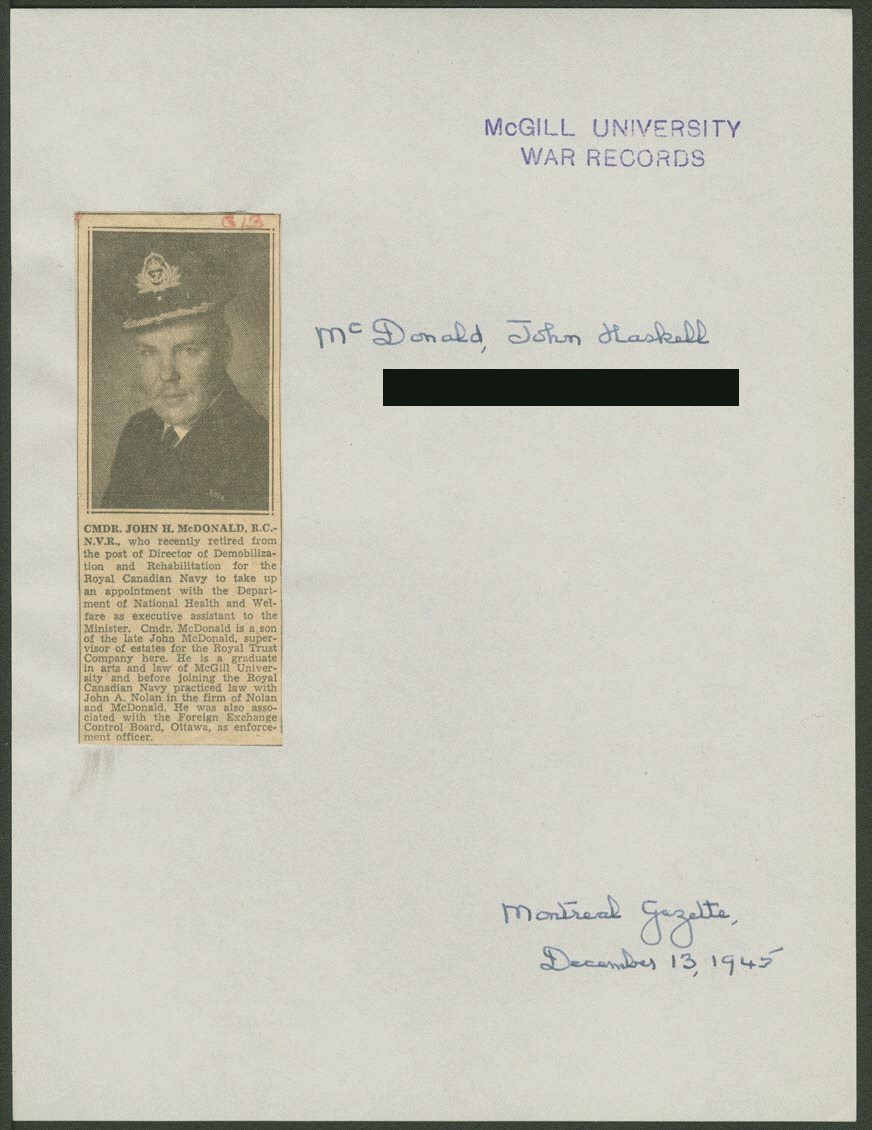 McGILL UNIVERSITY
WAR RECORDS
McDonald, John Haskell
CMDR. JOHN H. McDONALD, R.C.-
N.V.R., who recently retired from
the post of Director of Demobiliza-
tion and Rehabilitation for the
Royal Canadian Navy to take up
an appointment with the Depart-
ment of National Health and Wel-
fare as executive assistant to the
Minister. Cmdr. McDonald is a son
of the late John McDonald, super-
visor of estates for the Royal Trust
Company here. He is a graduate
in arts and law of McGill Univer-
sity and before joining the Royal
Canadian Navy practiced law with
John A. Nolan in the firm of Nolan
and McDonald. He was also asso-
ciated with the Foreign Exchange
Control Board, Ottawa, as enforce-
ment officer.
Montreal Gazette,
December 13, 1945